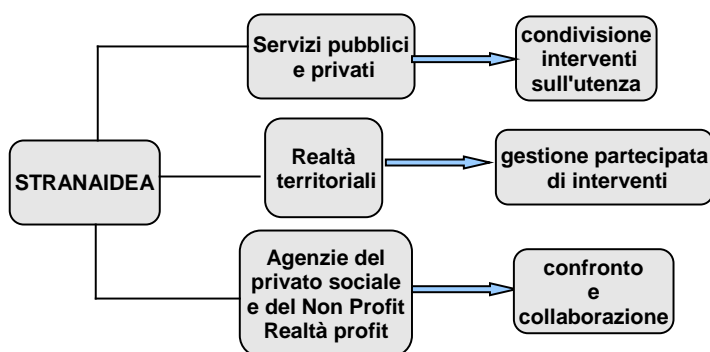 Servizi pubblici
e privati
condivisione
interventi
sull'utenza
STRANAIDEA
Realtà
territoriali
gestione partecipata
di interventi
Agenzie del
privato sociale
e del Non Profit
Realtà profit
confronto
e
collaborazione